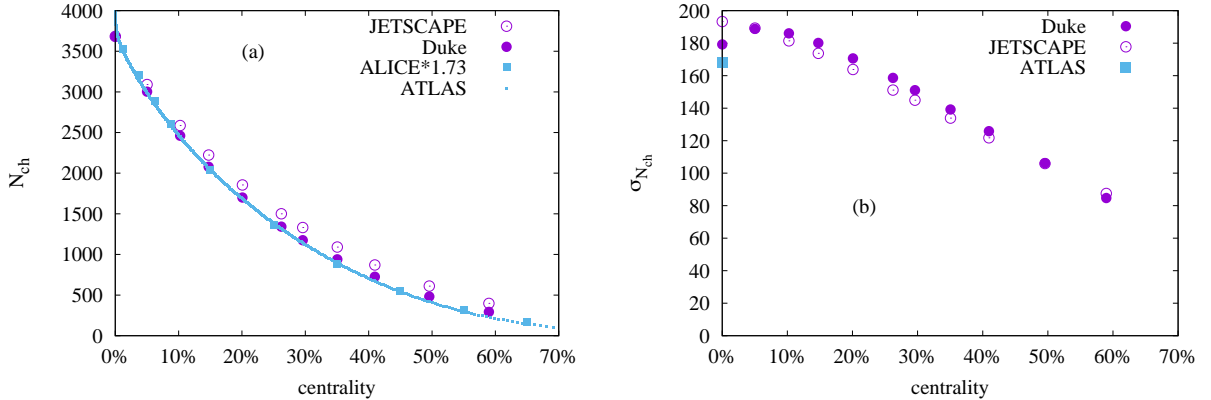 4000
3500
3000
2500
2000
1500
1000
500
0
N_ch
0% 10% 20% 30% 40% 50% 60% 70%
centrality
(a)
JETSCAPE
Duke
ALICE*1.73
ATLAS
200
180
160
140
120
100
80
60
40
20
0
σ_N_ch
0% 10% 20% 30% 40% 50% 60% 70%
centrality
(b)
Duke
JETSCAPE
ATLAS